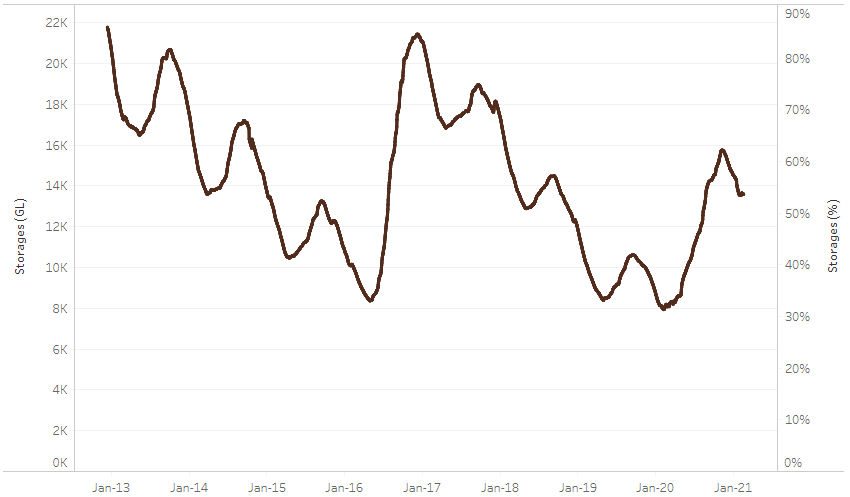 22K
20K
18K
16K
14K
12K
10K
8K
6K
4K
2K
0K
Storages (GL)
90%
80%
70%
60%
50%
40%
30%
20%
10%
0%
Storages (%)
Jan-13 Jan-14 Jan-15 Jan-16 Jan-17 Jan-18 Jan-19 Jan-20 Jan-21